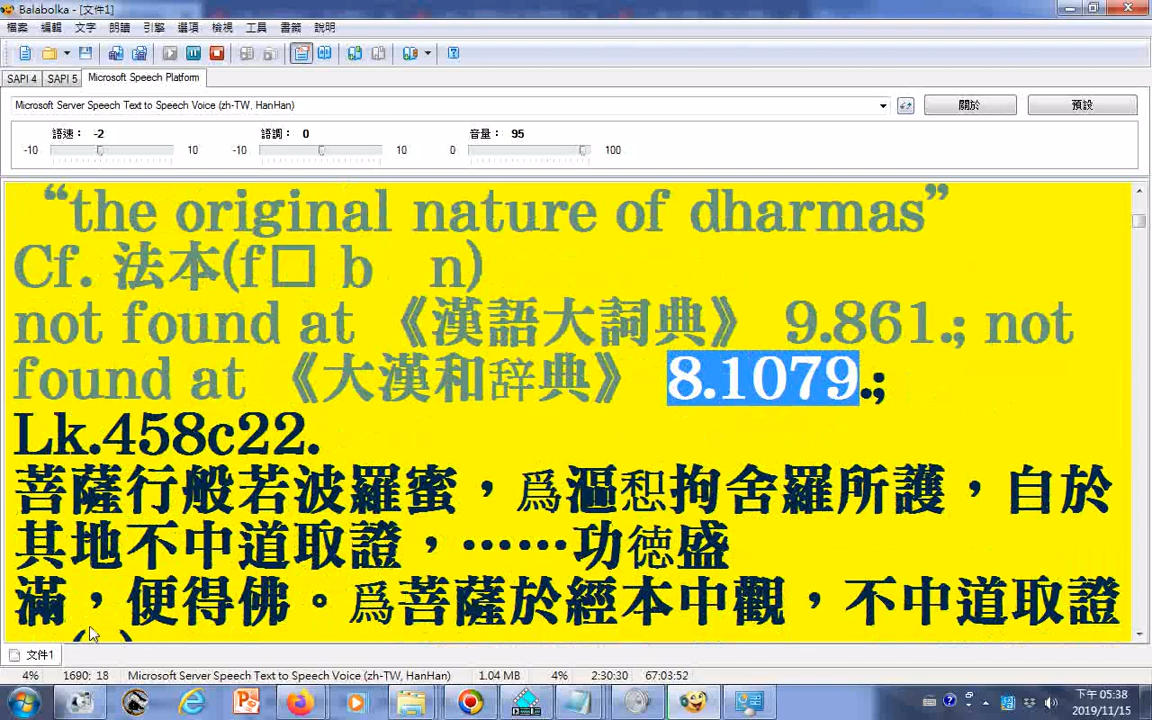 Balabolka - [文件1]
檔案 編輯 文字 朗讀 引擎 選項 檢視 工具 書籤 說明
SAPI 4 SAPI 5 Microsoft Speech Platform
Microsoft Server Speech Text to Speech Voice (zh-TW, HanHan) 關於 預設
語速： -2 語調： 0 音量： 95
-10 10 -10 10 0 100
“the original nature of dharmas”
Cf. 法本(f□ b n)
not found at 《漢語大詞典》 9.861.; not
found at 《大漢和辞典》 8.1079.;
Lk.458c22.
菩薩行般若波羅蜜，爲漚惒拘舍羅所護，自於
其地不中道取證，……功徳盛
滿，便得佛。爲菩薩於經本中觀，不中道取證
文件1
4% 1690: 18 Microsoft Server Speech Text to Speech Voice (zh-TW, HanHan) 1.04 MB 4% 2:30:30 67:03:52
下午 05:38
2019/11/15